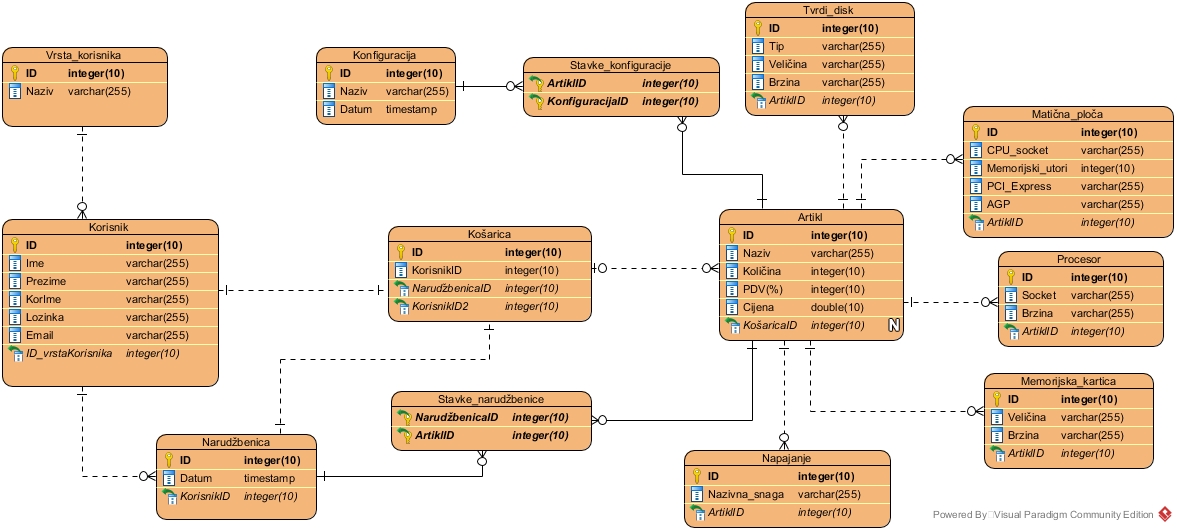 Vrsta_korisnika
ID integer(10)
Naziv varchar(255)
Konfiguracija
ID integer(10)
Naziv varchar(255)
Datum timestamp
Stavke_konfiguracije
ArtiklID integer(10)
KonfiguracijaID integer(10)
Tvrdi_disk
ID integer(10)
Tip varchar(255)
Veličina varchar(255)
Brzina varchar(255)
ArtiklID integer(10)
Matična_ploča
ID integer(10)
CPU_socket varchar(255)
Memorijski_utori integer(10)
PCI_Express varchar(255)
AGP varchar(255)
ArtiklID integer(10)
Korisnik
ID integer(10)
Ime varchar(255)
Prezime varchar(255)
KorIme varchar(255)
Lozinka varchar(255)
Email varchar(255)
ID_vrstaKorisnika integer(10)
Košarica
ID integer(10)
KorisnikID integer(10)
NarudžbenicaID integer(10)
KorisnikID2 integer(10)
Artikl
ID integer(10)
Naziv varchar(255)
Količina integer(10)
PDV(%) integer(10)
Cijena double(10)
KošaricaID integer(10) N
Procesor
ID integer(10)
Socket varchar(255)
Brzina varchar(255)
ArtiklID integer(10)
Stavke_narudžbenice
NarudžbenicaID integer(10)
ArtiklID integer(10)
Memorijska_kartica
ID integer(10)
Veličina varchar(255)
Brzina varchar(255)
ArtiklID integer(10)
Narudžbenica
ID integer(10)
Datum timestamp
KorisnikID integer(10)
Napajanje
ID integer(10)
Nazivna_snaga varchar(255)
ArtiklID integer(10)
Powered By Visual Paradigm Community Edition